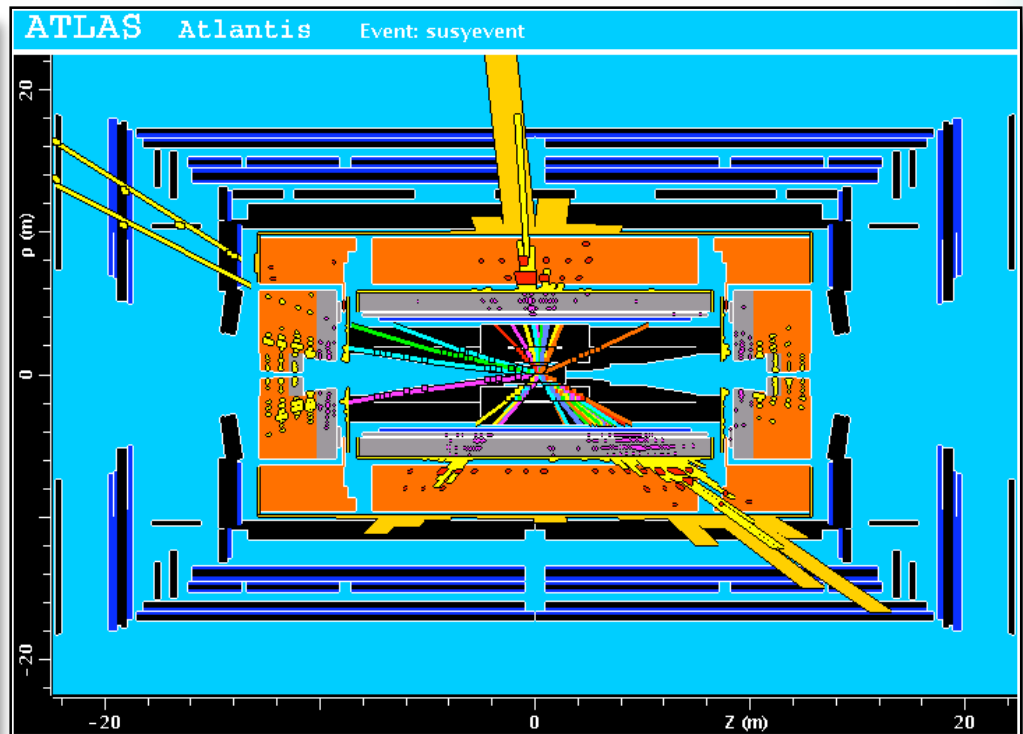 ATLAS Atlantis Event: susyevent
20
ρ (m)
0
-20
-20 0 Z (m) 20